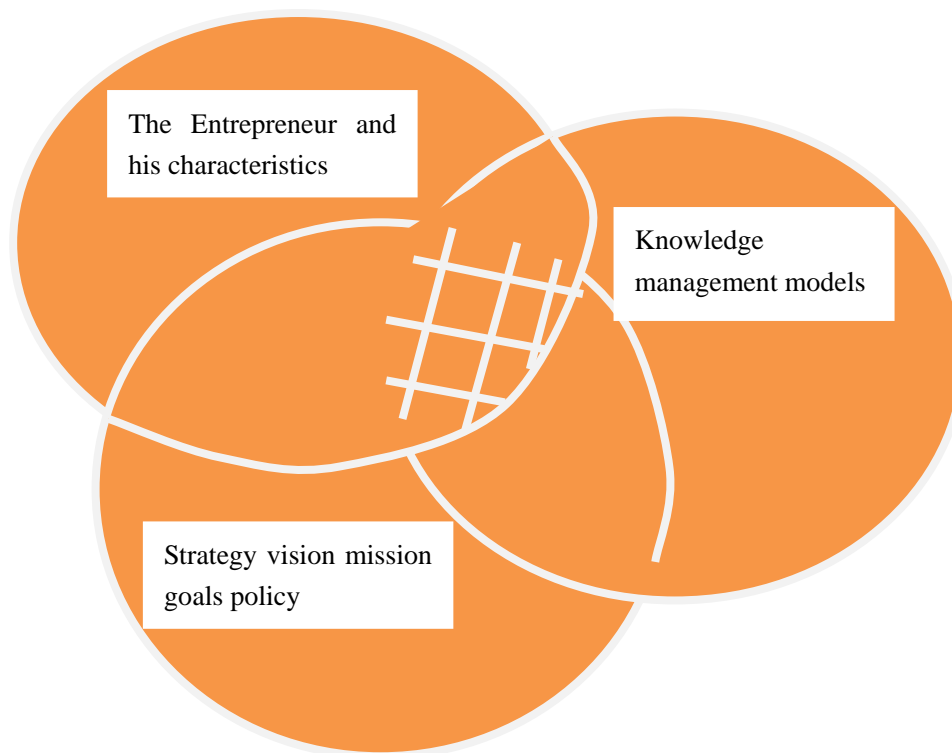 The Entrepreneur and
his characteristics
Knowledge
management models
Strategy vision mission
goals policy